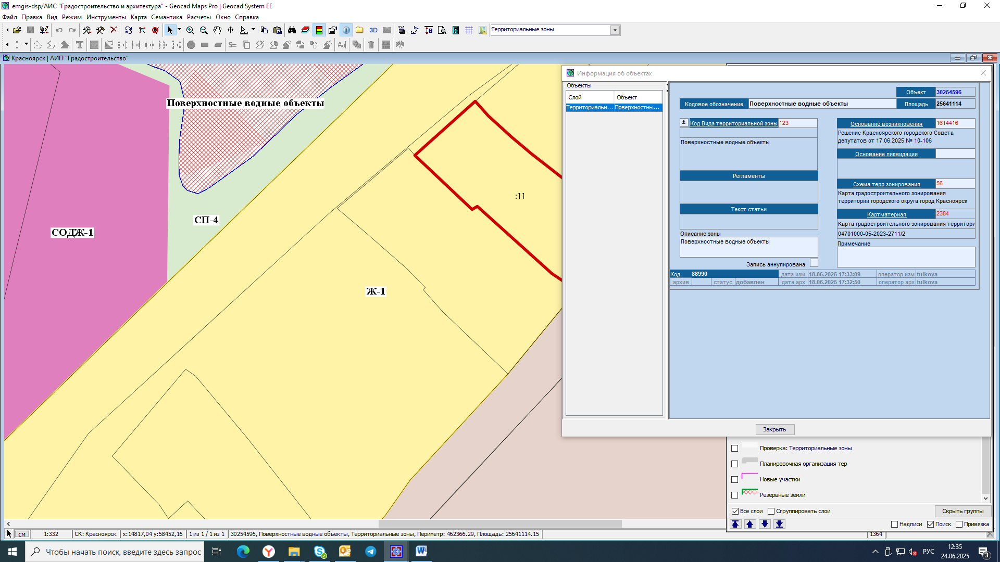 emgis-dsp/АИС "Градостроительство и архитектура" - Geocad Maps Pro | Geocad System EE
Файл Правка Вид Режим Инструменты Карта Семантика Расчеты Окно Справка
3D
Территориальные зоны
Красноярск | АИП "Градостроительство"
Поверхностные водные объекты
СП-4
СОДЖ-1
Ж-1
:11
Информация об объектах
Объекты
Слой Объект
Территориальн... Поверхностны...
Объект 30254596
Кодовое обозначение Поверхностные водные объекты Площадь 25641114
Код Вида территориальной зоны 123
Поверхностные водные объекты
Регламенты
Текст статьи
Описание зоны
Поверхностные водные объекты
Запись аннулирована
Основание возникновения 1614416
Решение Красноярского городского Совета
депутатов от 17.06.2025 № 10-106
Основание ликвидации
Схема терр зонирования 56
Карта градостроительного зонирования
территории городского округа город Красноярск
Картматериал 2384
Карта градостроительного зонирования территори
04701000-05-2023-2711/2
Примечание
Код 88990 дата изм 18.06.2025 17:33:09 оператор изм tulkova
архив статус добавлен дата арх 18.06.2025 17:32:50 оператор арх tulkova
Закрыть
Проверка: Территориальные зоны
Планировочная организация тер
Новые участки
Резервные земли
Все слои Сгруппировать слои Скрыть группы
Надписи Поиск Привязка
см 1:332 СК: Красноярск x:14817,04 y:58452,16 1 из 1 / 1 из 1 30254596, Поверхностные водные объекты, Территориальные зоны, Периметр: 462366.29, Площадь: 25641114.15 1364
Чтобы начать поиск, введите здесь запрос
РУС
12:35
24.06.2025
3